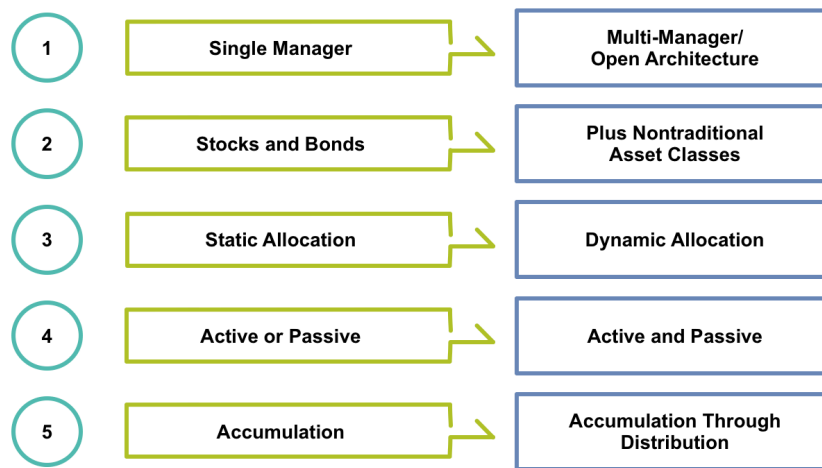 1
Single Manager
Multi-Manager/
Open Architecture
2
Stocks and Bonds
Plus Nontraditional
Asset Classes
3
Static Allocation
Dynamic Allocation
4
Active or Passive
Active and Passive
5
Accumulation
Accumulation Through
Distribution